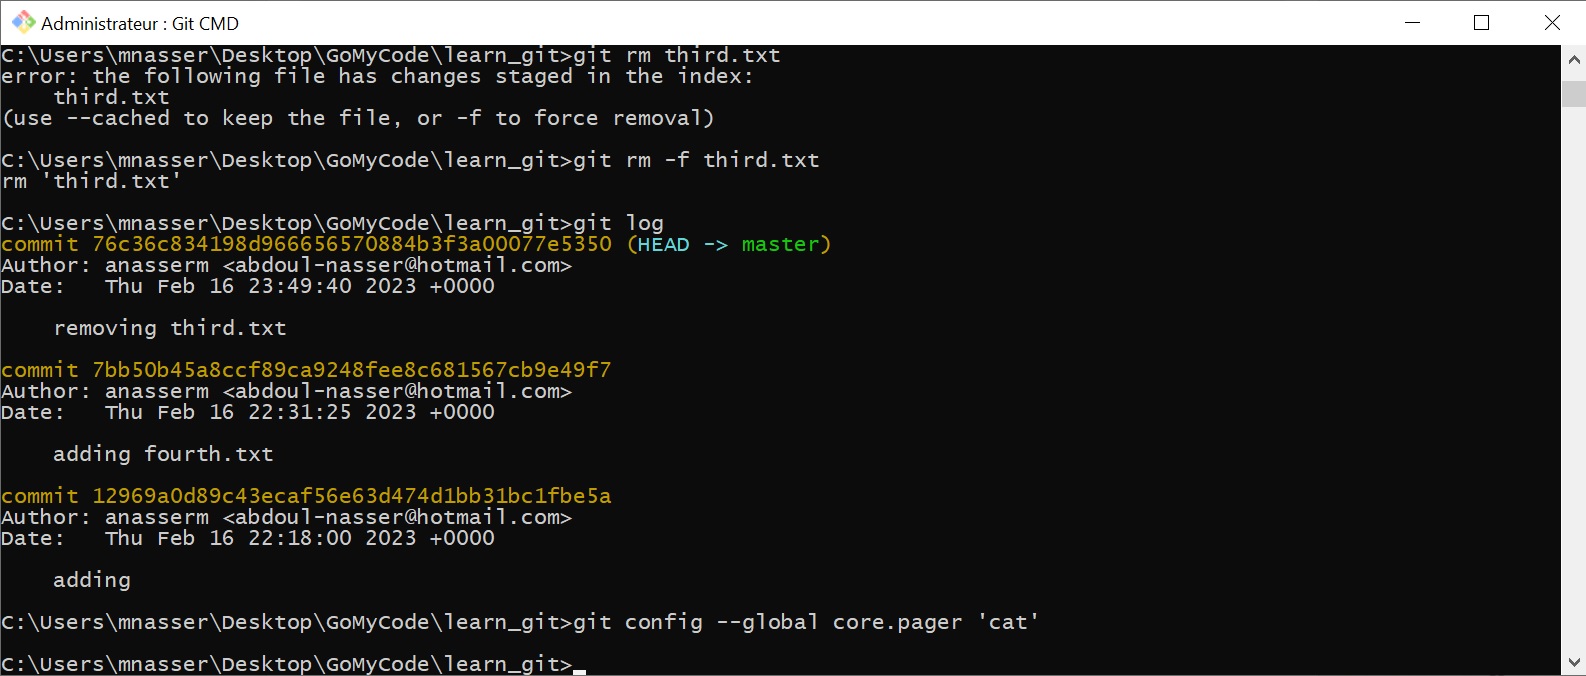 Administrateur : Git CMD
C:\Users\mnasser\Desktop\GoMyCode\learn_git>git rm third.txt
error: the following file has changes staged in the index:
    third.txt
(use --cached to keep the file, or -f to force removal)
C:\Users\mnasser\Desktop\GoMyCode\learn_git>git rm -f third.txt
rm 'third.txt'
C:\Users\mnasser\Desktop\GoMyCode\learn_git>git log
commit 76c36c834198d966656570884b3f3a00077e5350 (HEAD -> master)
Author: anasserm <abdoul-nasser@hotmail.com>
Date:   Thu Feb 16 23:49:40 2023 +0000
    removing third.txt
commit 7bb50b45a8ccf89ca9248fee8c681567cb9e49f7
Author: anasserm <abdoul-nasser@hotmail.com>
Date:   Thu Feb 16 22:31:25 2023 +0000
    adding fourth.txt
commit 12969a0d89c43ecaf56e63d474d1bb31bc1fbe5a
Author: anasserm <abdoul-nasser@hotmail.com>
Date:   Thu Feb 16 22:18:00 2023 +0000
    adding
C:\Users\mnasser\Desktop\GoMyCode\learn_git>git config --global core.pager 'cat'
C:\Users\mnasser\Desktop\GoMyCode\learn_git>